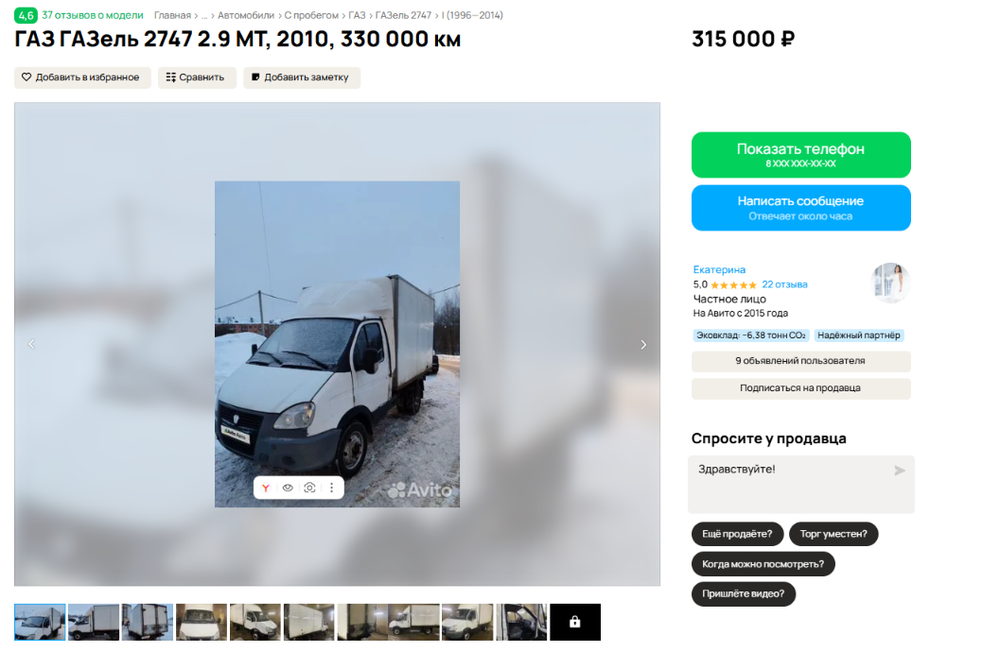 4,6 37 отзывов о модели Главная > ... > Автомобили > С пробегом > ГАЗ > ГАЗель 2747 > I (1996—2014)
ГАЗ ГАЗель 2747 2.9 MT, 2010, 330 000 км
315 000 ₽
Добавить в избранное
Сравнить
Добавить заметку
Показать телефон
8 XXX XXX-XX-XX
Написать сообщение
Отвечает около часа
Екатерина
5,0 ★★★★★ 22 отзыва
Частное лицо
На Авито с 2015 года
Эковклад: −6,38 тонн CO₂ Надёжный партнёр
9 объявлений пользователя
Подписаться на продавца
Avito Авто
Avito
Спросите у продавца
Здравствуйте!
Ещё продаёте?
Торг уместен?
Когда можно посмотреть?
Пришлёте видео?